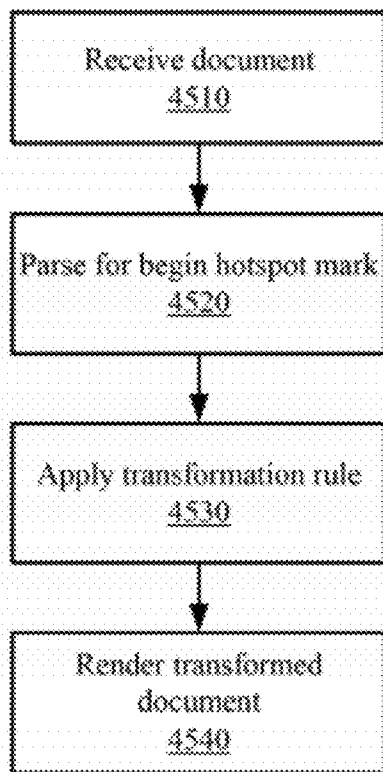 Receive document
4510
Parse for begin hotspot mark
4520
Apply transformation rule
4530
Render transformed
document
4540